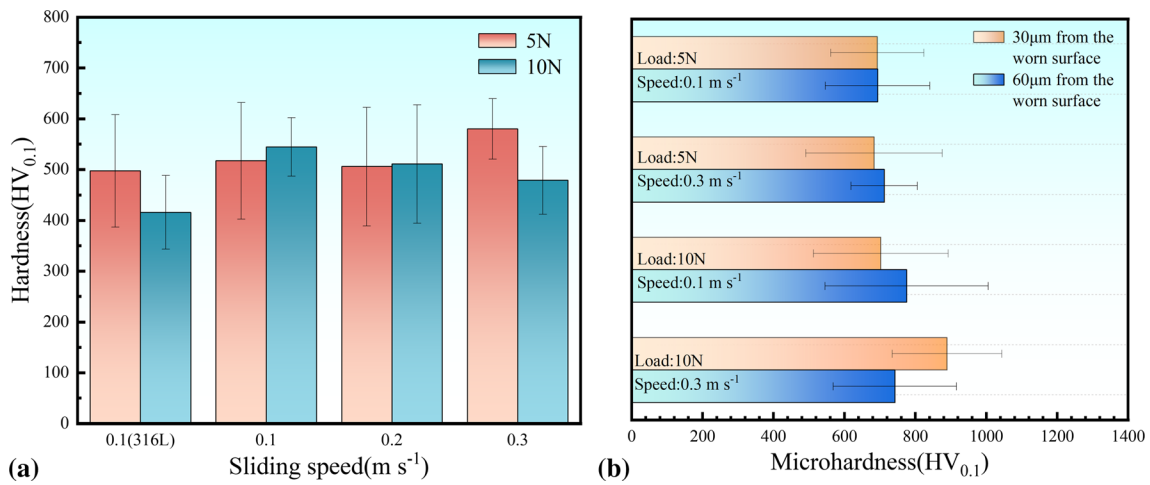 800
700
600
500
400
300
200
100
0
Hardness(HV0.1)
5N
10N
0.1(316L)
0.1
0.2
0.3
Sliding speed(m s-1)
(a)
30μm from the
worn surface
60μm from the
worn surface
Load:5N
Speed:0.1 m s-1
Load:5N
Speed:0.3 m s-1
Load:10N
Speed:0.1 m s-1
Load:10N
Speed:0.3 m s-1
0
200
400
600
800
1000
1200
1400
Microhardness(HV0.1)
(b)